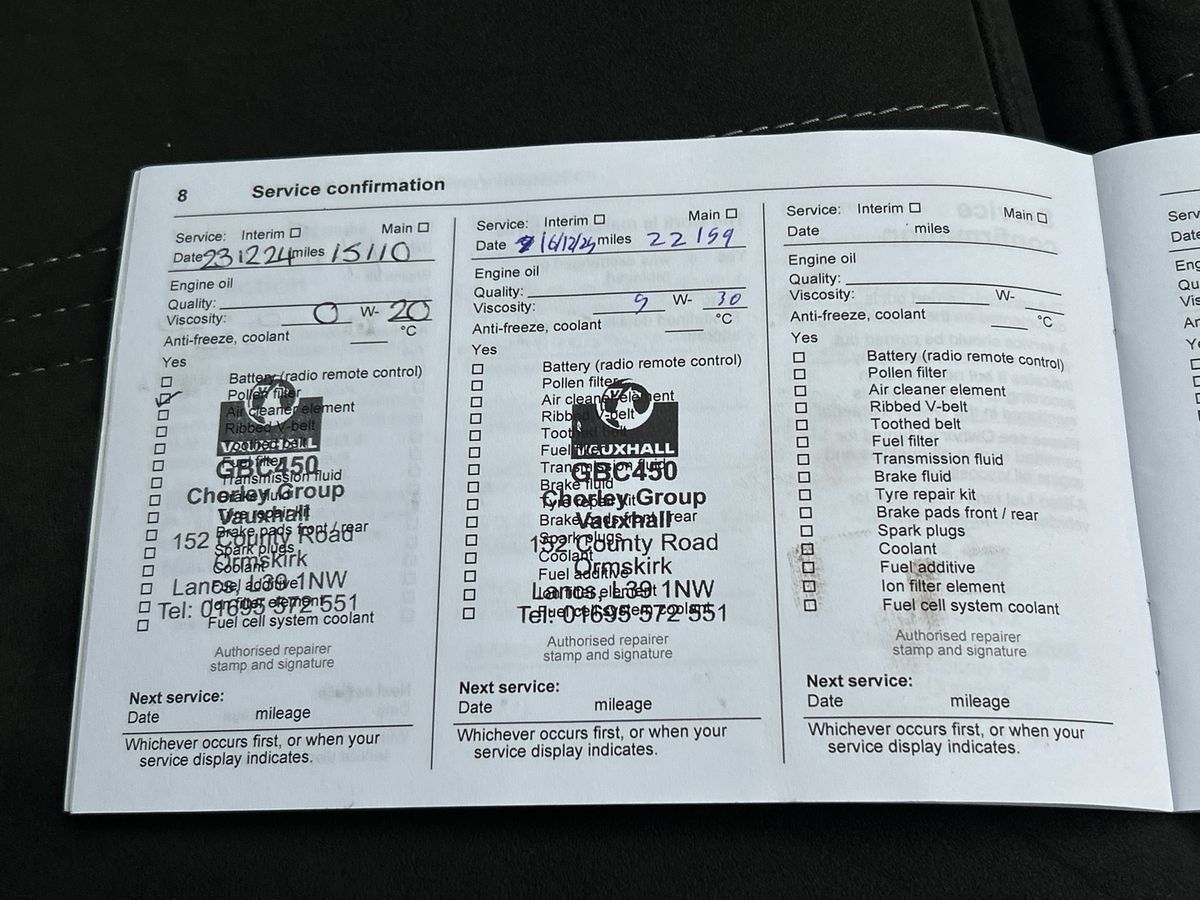 8 Service confirmation
Service: Interim Main
Date 231224 miles 15110
Engine oil
Quality:
Viscosity: 0 W- 20
Anti-freeze, coolant °C
Yes
Battery (radio remote control)
Pollen filter
Air cleaner element
Ribbed V-belt
Toothed belt
Fuel filter
Transmission fluid
Brake fluid
Tyre repair kit
Brake pads front / rear
Spark plugs
Coolant
Fuel additive
Ion filter element
Fuel cell system coolant
VAUXHALL
GBC450
Chorley Group
Vauxhall
152 County Road
Ormskirk
Lancs, L39 1NW
Tel: 01695 572 551
Authorised repairer
stamp and signature
Next service:
Date mileage
Whichever occurs first, or when your
service display indicates.
Service: Interim Main
Date 16/12/25 miles 22159
Engine oil
Quality:
Viscosity: 5 W- 30
Anti-freeze, coolant °C
Yes
Battery (radio remote control)
Pollen filter
Air cleaner element
Ribbed V-belt
Toothed belt
Fuel filter
Transmission fluid
Brake fluid
Tyre repair kit
Brake pads front / rear
Spark plugs
Coolant
Fuel additive
Ion filter element
Fuel cell system coolant
VAUXHALL
GBC450
Chorley Group
Vauxhall
152 County Road
Ormskirk
Lancs, L39 1NW
Tel: 01695 572 551
Authorised repairer
stamp and signature
Next service:
Date mileage
Whichever occurs first, or when your
service display indicates.
Service: Interim Main
Date miles
Engine oil
Quality:
Viscosity: W-
Anti-freeze, coolant °C
Yes
Battery (radio remote control)
Pollen filter
Air cleaner element
Ribbed V-belt
Toothed belt
Fuel filter
Transmission fluid
Brake fluid
Tyre repair kit
Brake pads front / rear
Spark plugs
Coolant
Fuel additive
Ion filter element
Fuel cell system coolant
Authorised repairer
stamp and signature
Next service:
Date mileage
Whichever occurs first, or when your
service display indicates.